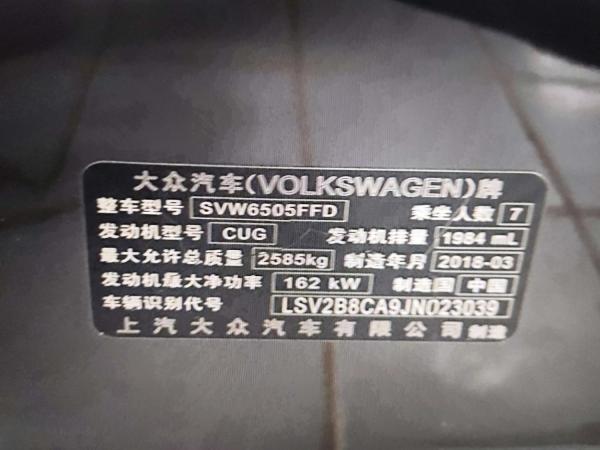 大众汽车(VOLKSWAGEN)牌
整车型号 SVW6505FFD 乘坐人数 7
发动机型号 CUG 发动机排量 1984 mL
最大允许总质量 2585kg 制造年月 2018-03
发动机最大净功率 162 kW 制造国 中国
车辆识别代号 LSV2B8CA9JN023039
上汽大众汽车有限公司 制造